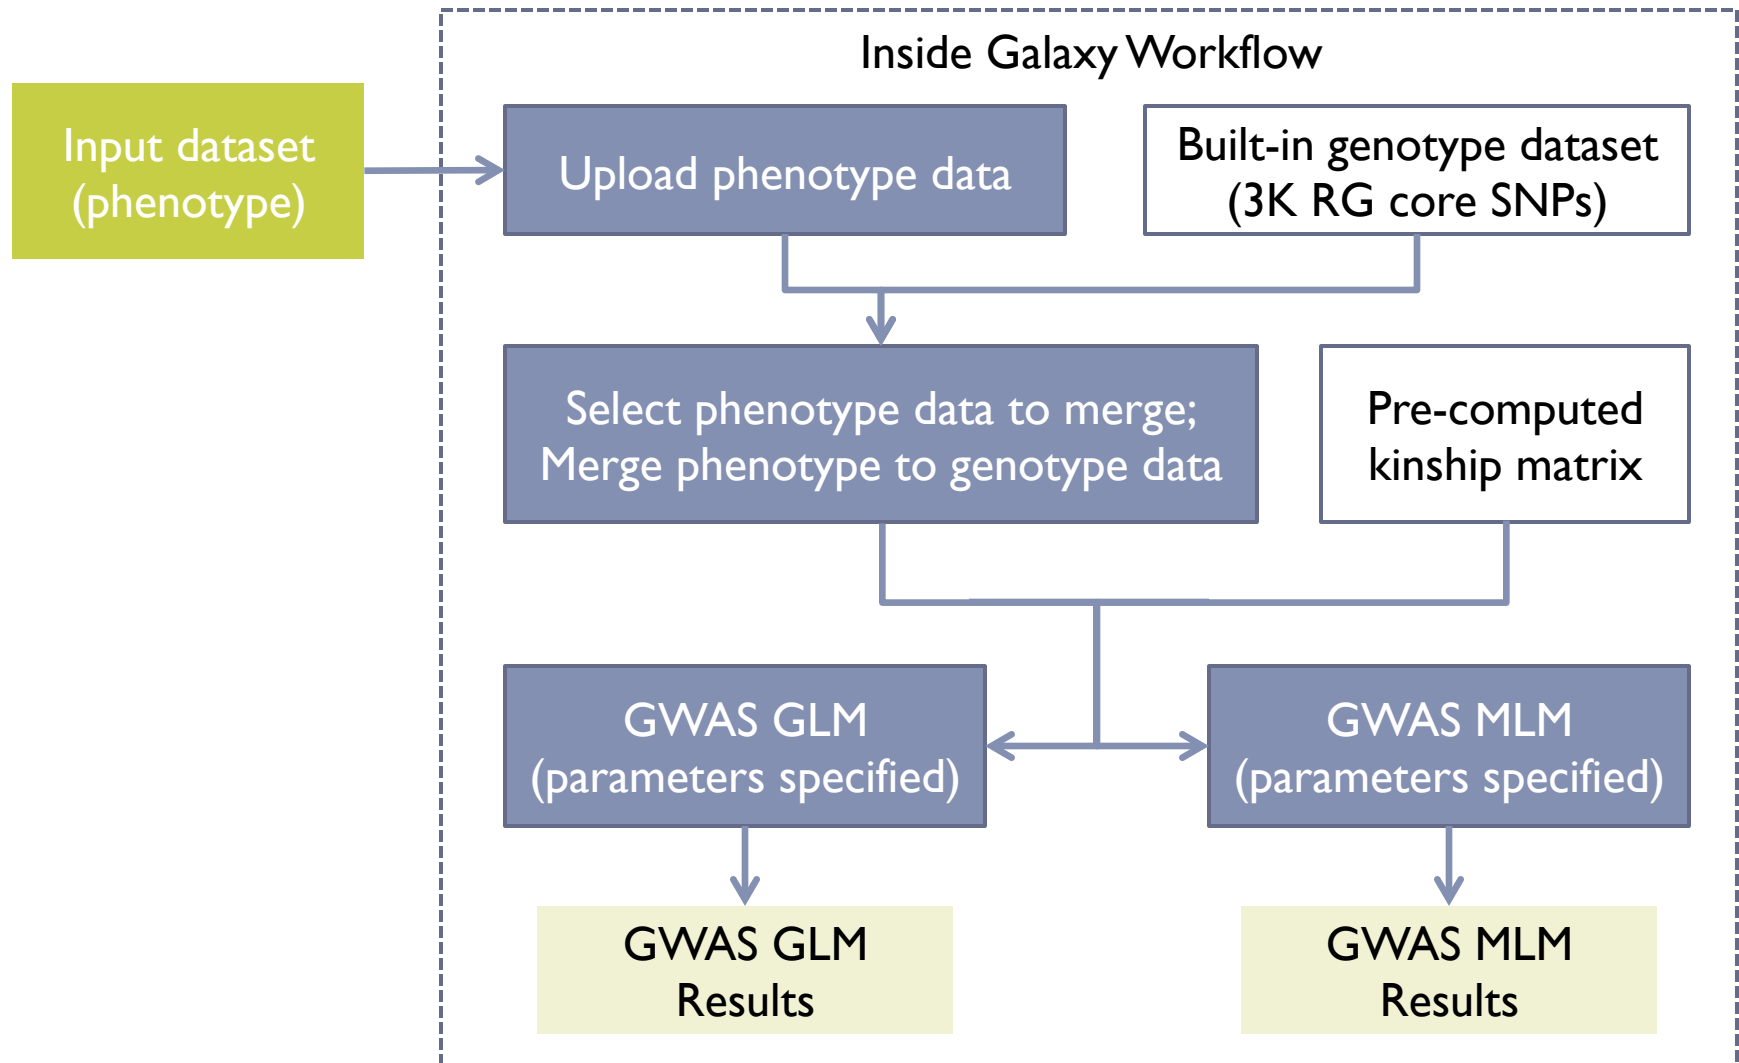 Inside Galaxy Workflow
Input dataset
(phenotype)
Upload phenotype data
Built-in genotype dataset
(3K RG core SNPs)
Select phenotype data to merge;
Merge phenotype to genotype data
Pre-computed
kinship matrix
GWAS GLM
(parameters specified)
GWAS MLM
(parameters specified)
GWAS GLM
Results
GWAS MLM
Results